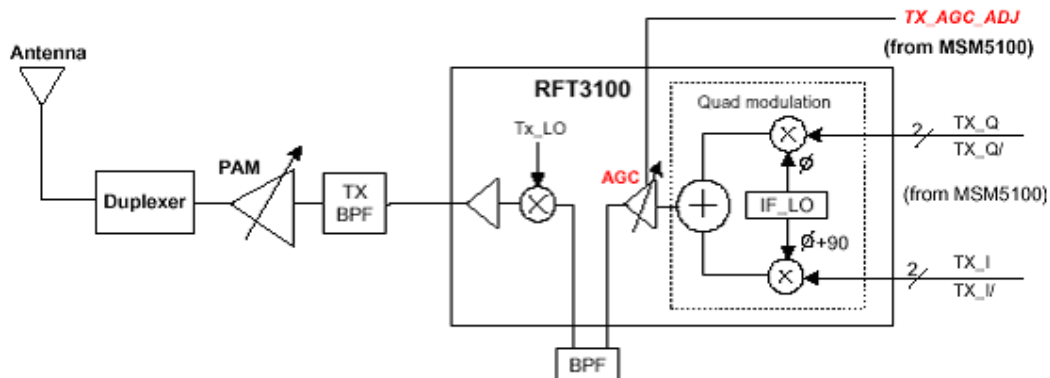 TX_AGC_ADJ
(from MSM5100)
Antenna
RFT3100
Quad modulation
Tx_LO
2
TX_Q
TX_Q/
PAM
AGC
Ø
Duplexer
TX
BPF
IF_LO
(from MSM5100)
Ø+90
2
TX_I
TX_I/
BPF